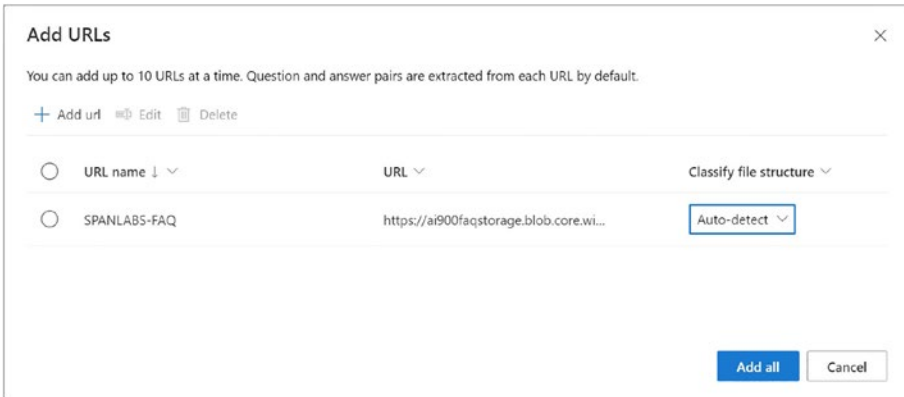 Add URLs
You can add up to 10 URLs at a time. Question and answer pairs are extracted from each URL by default.
Add url Edit Delete
URL name ↓ URL Classify file structure
SPANLABS-FAQ https://ai900faqstorage.blob.core.wi... Auto-detect
Add all Cancel